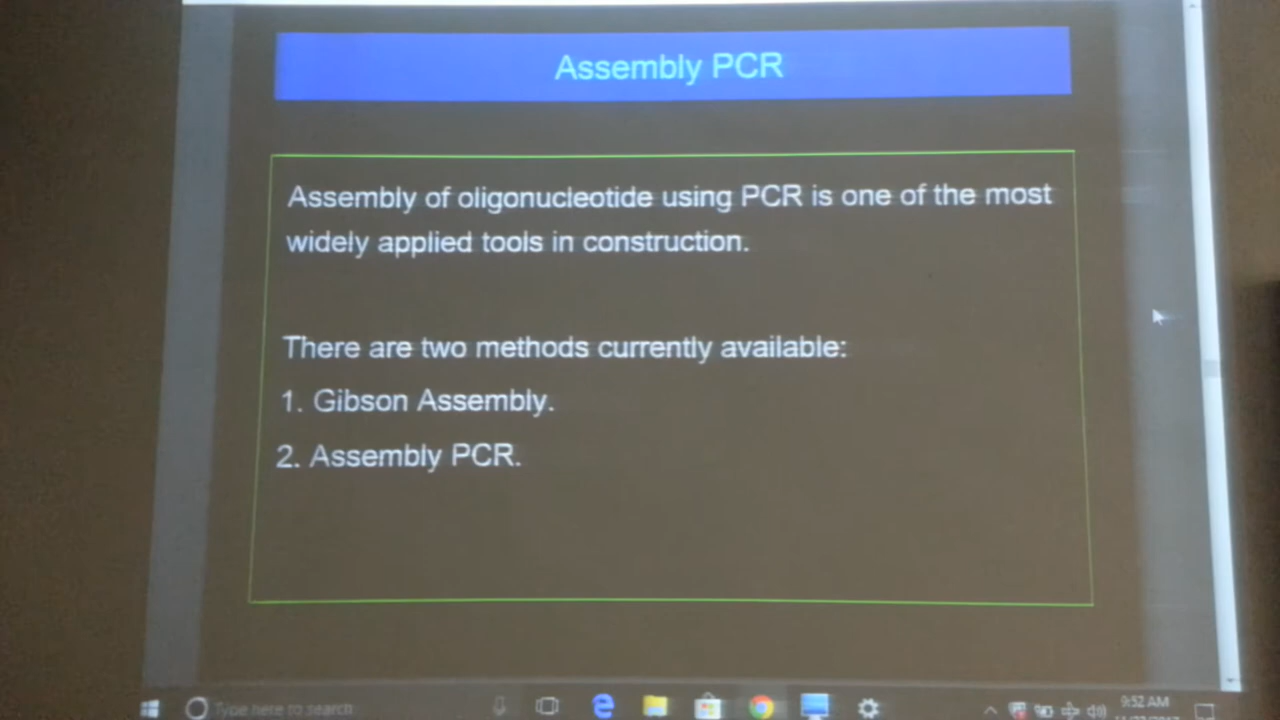 Assembly PCR
Assembly of oligonucleotide using PCR is one of the most
widely applied tools in construction.
There are two methods currently available:
1. Gibson Assembly.
2. Assembly PCR.
Type here to search
9:52 AM